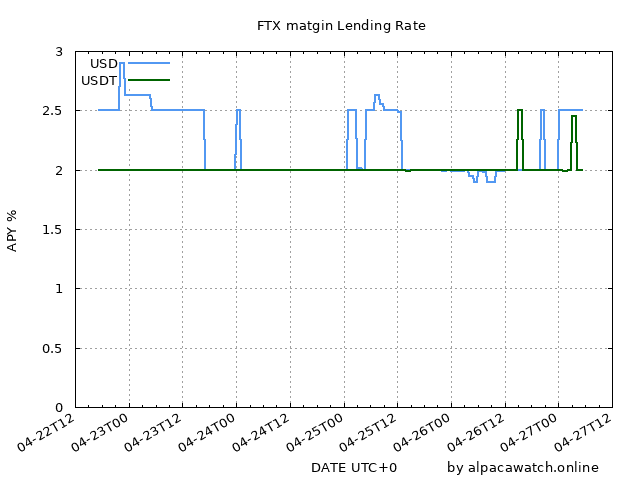 FTX matgin Lending Rate
USD
USDT
3
2.5
2
1.5
1
0.5
0
APY %
04-22T12
04-23T00
04-23T12
04-24T00
04-24T12
04-25T00
04-25T12
04-26T00
04-26T12
04-27T00
04-27T12
DATE UTC+0
by alpacawatch.online